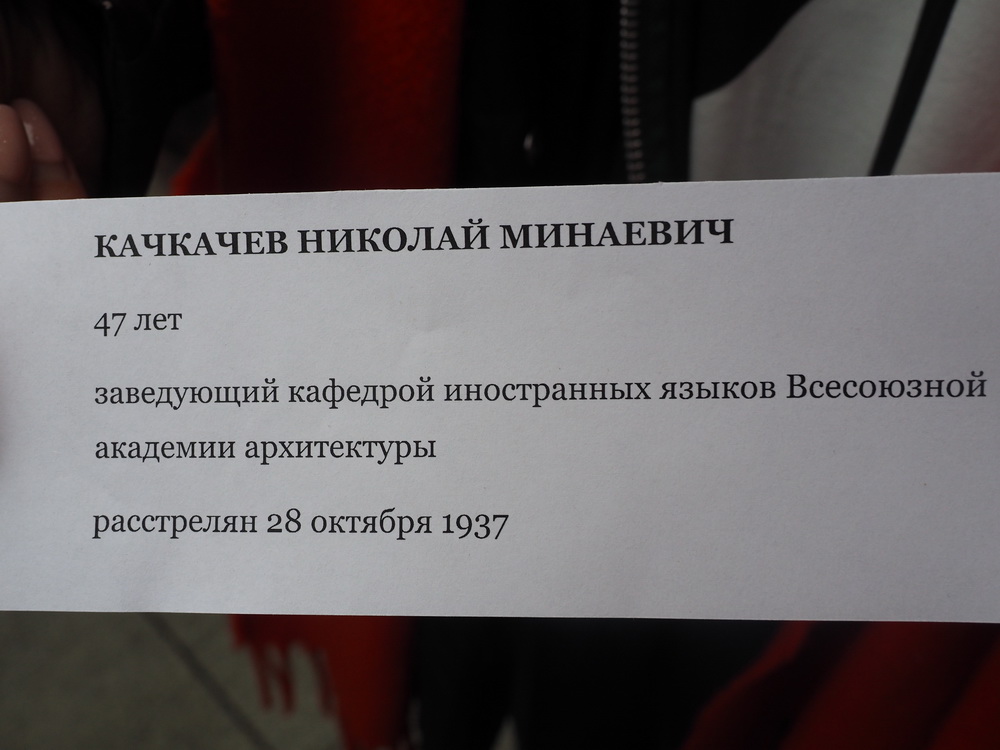 КАЧКАЧЕВ НИКОЛАЙ МИНАЕВИЧ
47 лет
заведующий кафедрой иностранных языков Всесоюзной
академии архитектуры
расстрелян 28 октября 1937